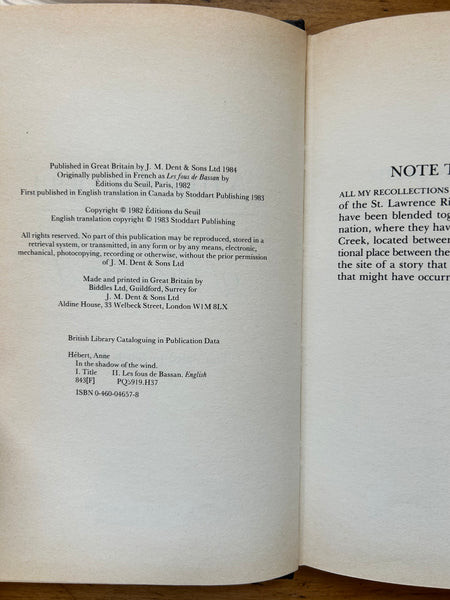 Published in Great Britain by J. M. Dent & Sons Ltd 1984
Originally published in French as Les fous de Bassan by
Éditions du Seuil, Paris, 1982
First published in English translation in Canada by Stoddart Publishing 1983
Copyright © 1982 Éditions du Seuil
English translation copyright © 1983 Stoddart Publishing
All rights reserved. No part of this publication may be reproduced, stored in a
retrieval system, or transmitted, in any form or by any means, electronic,
mechanical, photocopying, recording or otherwise, without the prior permission
of J. M. Dent & Sons Ltd
Made and printed in Great Britain by
Biddles Ltd, Guildford, Surrey for
J. M. Dent & Sons Ltd
Aldine House, 33 Welbeck Street, London W1M 8LX
British Library Cataloguing in Publication Data
Hébert, Anne
In the shadow of the wind.
I. Title II. Les fous de Bassan. English
843[F] PQ3919.H37
ISBN 0-460-04657-8
NOTE T
ALL MY RECOLLECTIONS
of the St. Lawrence Ri
have been blended tog
nation, where they hav
Creek, located between
tional place between the
the site of a story that
that might have occurr